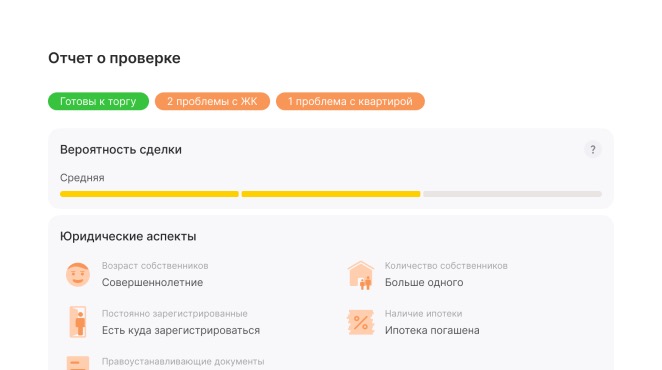 Отчет о проверке
Готовы к торгу 2 проблемы с ЖК 1 проблема с квартирой
Вероятность сделки ?
Средняя
Юридические аспекты
Возраст собственников
Совершеннолетние
Количество собственников
Больше одного
Постоянно зарегистрированные
Есть куда зарегистрироваться
Наличие ипотеки
Ипотека погашена
Правоустанавливающие документы